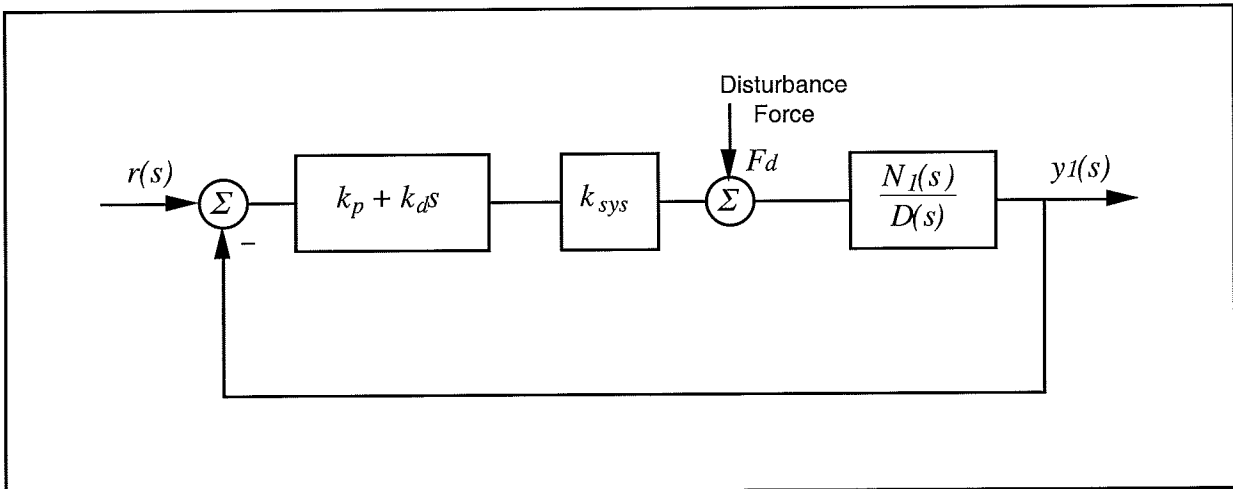 Disturbance
Force
r(s)
Σ
–
k_p + k_d s
k_sys
Σ
F_d
N_1(s)
D(s)
y1(s)